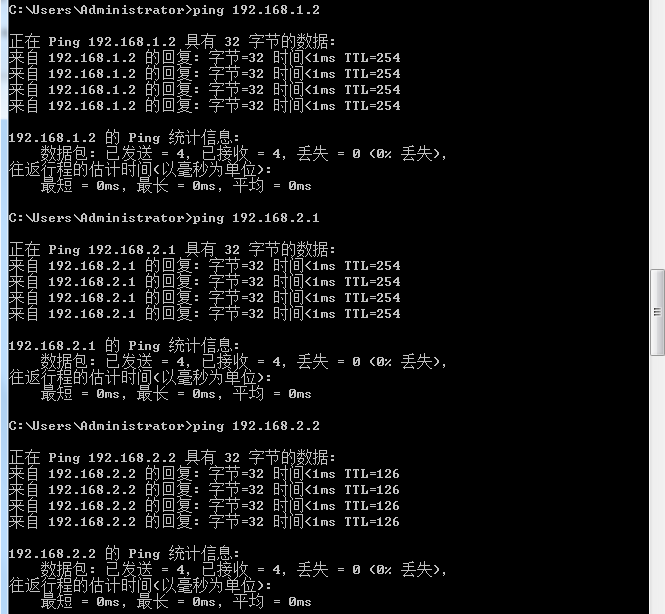 C:\Users\Administrator>ping 192.168.1.2
正在 Ping 192.168.1.2 具有 32 字节的数据:
来自 192.168.1.2 的回复: 字节=32 时间<1ms TTL=254
来自 192.168.1.2 的回复: 字节=32 时间<1ms TTL=254
来自 192.168.1.2 的回复: 字节=32 时间<1ms TTL=254
来自 192.168.1.2 的回复: 字节=32 时间<1ms TTL=254
192.168.1.2 的 Ping 统计信息:
数据包: 已发送 = 4, 已接收 = 4, 丢失 = 0 (0% 丢失),
往返行程的估计时间(以毫秒为单位):
最短 = 0ms, 最长 = 0ms, 平均 = 0ms
C:\Users\Administrator>ping 192.168.2.1
正在 Ping 192.168.2.1 具有 32 字节的数据:
来自 192.168.2.1 的回复: 字节=32 时间<1ms TTL=254
来自 192.168.2.1 的回复: 字节=32 时间<1ms TTL=254
来自 192.168.2.1 的回复: 字节=32 时间<1ms TTL=254
来自 192.168.2.1 的回复: 字节=32 时间<1ms TTL=254
192.168.2.1 的 Ping 统计信息:
数据包: 已发送 = 4, 已接收 = 4, 丢失 = 0 (0% 丢失),
往返行程的估计时间(以毫秒为单位):
最短 = 0ms, 最长 = 0ms, 平均 = 0ms
C:\Users\Administrator>ping 192.168.2.2
正在 Ping 192.168.2.2 具有 32 字节的数据:
来自 192.168.2.2 的回复: 字节=32 时间<1ms TTL=126
来自 192.168.2.2 的回复: 字节=32 时间<1ms TTL=126
来自 192.168.2.2 的回复: 字节=32 时间<1ms TTL=126
来自 192.168.2.2 的回复: 字节=32 时间<1ms TTL=126
192.168.2.2 的 Ping 统计信息:
数据包: 已发送 = 4, 已接收 = 4, 丢失 = 0 (0% 丢失),
往返行程的估计时间(以毫秒为单位):
最短 = 0ms, 最长 = 0ms, 平均 = 0ms